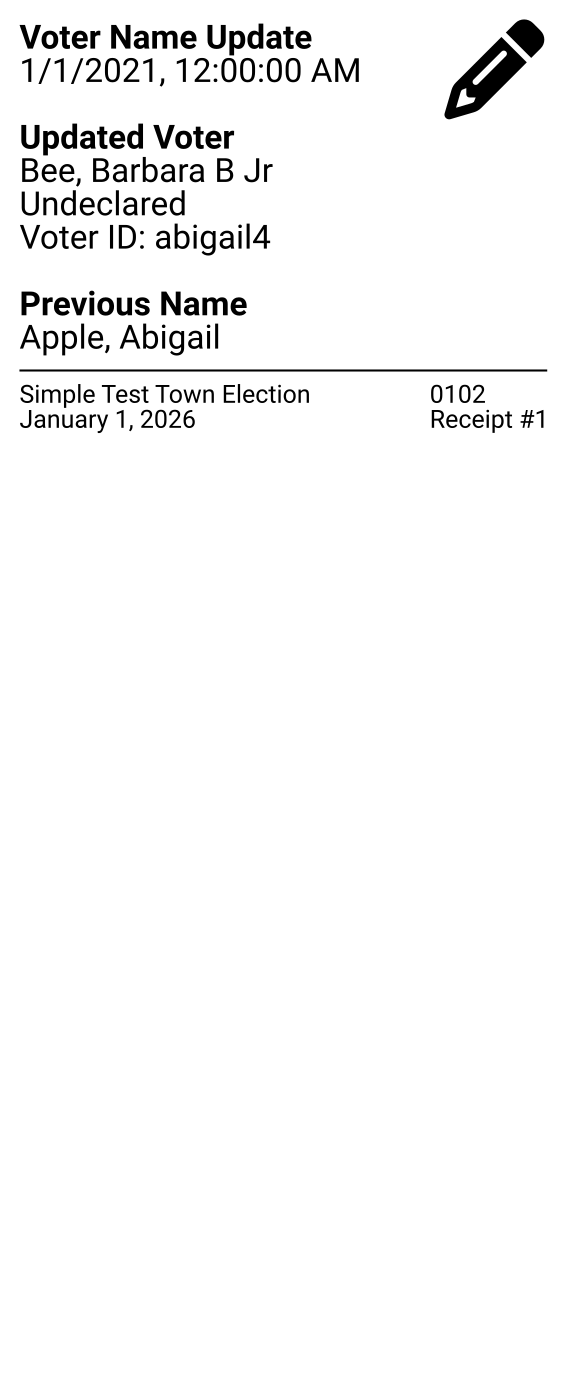 Voter Name Update
1/1/2021, 12:00:00 AM
Updated Voter
Bee, Barbara B Jr
Undeclared
Voter ID: abigail4
Previous Name
Apple, Abigail
Simple Test Town Election
January 1, 2026
0102
Receipt #1